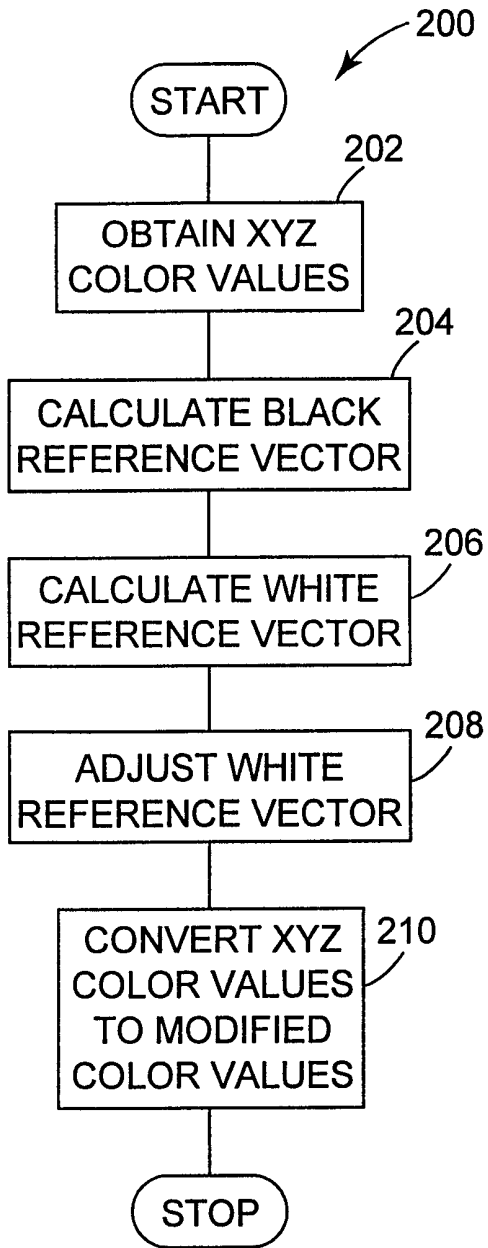 200
START
202
OBTAIN XYZ
COLOR VALUES
204
CALCULATE BLACK
REFERENCE VECTOR
206
CALCULATE WHITE
REFERENCE VECTOR
208
ADJUST WHITE
REFERENCE VECTOR
210
CONVERT XYZ
COLOR VALUES
TO MODIFIED
COLOR VALUES
STOP